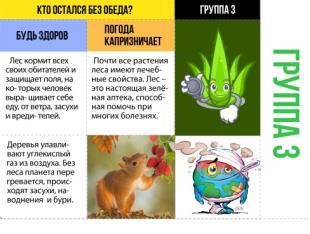 КТО ОСТАЛСЯ БЕЗ ОБЕДА?
ГРУППА 3
БУДЬ ЗДОРОВ
ПОГОДА
КАПРИЗНИЧАЕТ
Лес кормит всех
своих обитателей и
защищает поля, на
ко- торых человек
выра- щивает себе
еду, от ветра, засухи
и вреди- телей.
Почти все растения
леса имеют лечеб-
ные свойства. Лес –
это настоящая зелё-
ная аптека, способ-
ная помочь при
многих болезнях.
Деревья улавли-
вают углекислый
газ из воздуха. Без
леса планета пере
гревается, проис-
ходят засухи, на-
воднения и бури.
ГРУППА 3